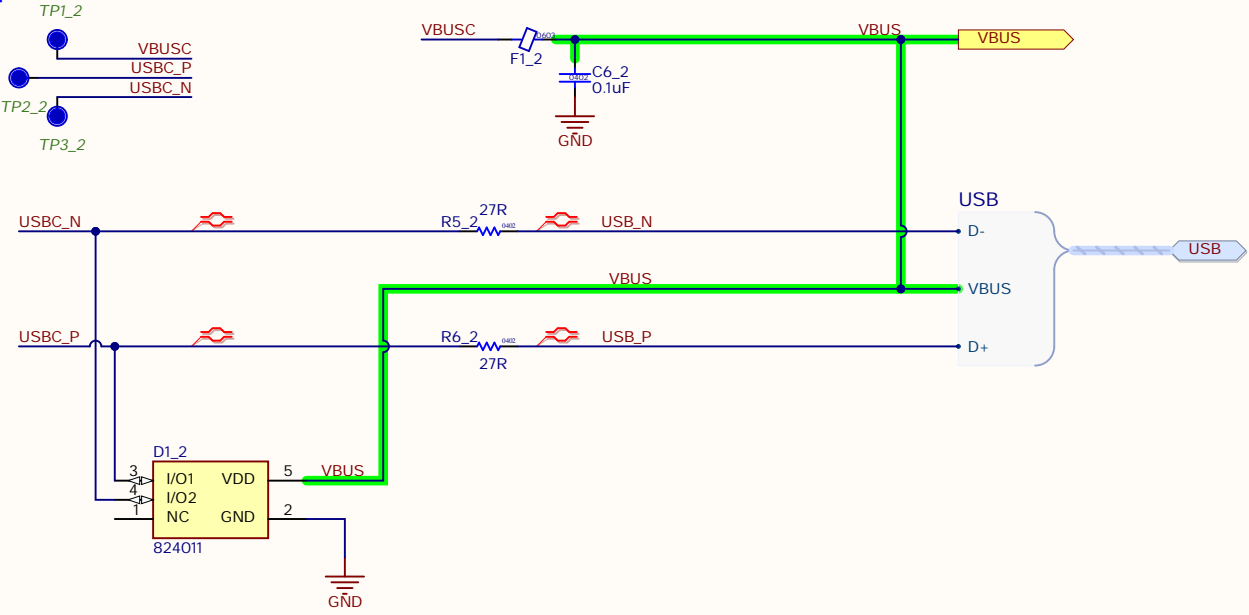 TP1_2
VBUSC
USBC_P
USBC_N
TP2_2
TP3_2
VBUSC
0603
F1_2
VBUS
VBUS
C6_2
0402
0.1uF
GND
USBC_N
R5_2
27R
0402
USB_N
USB
D-
VBUS
VBUS
USB
USBC_P
R6_2
0402
27R
USB_P
D+
D1_2
3
I/O1
VDD
5
VBUS
4
I/O2
1
NC
GND
2
824011
GND